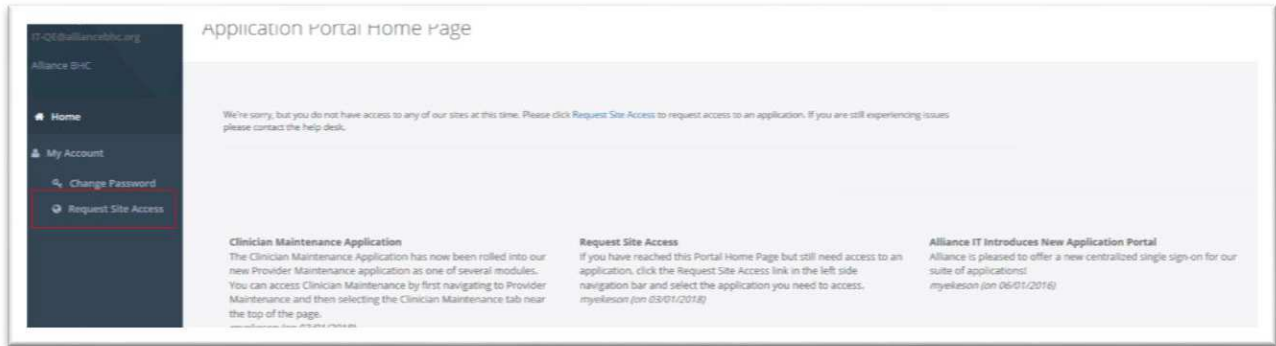 Application Portal Home Page
IT-QE@alliancebhc.org
Alliance BHC
Home
My Account
Change Password
Request Site Access
We're sorry, but you do not have access to any of our sites at this time. Please click Request Site Access to request access to an application. If you are still experiencing issues
please contact the help desk.
Clinician Maintenance Application
The Clinician Maintenance Application has now been rolled into our
new Provider Maintenance application as one of several modules.
You can access Clinician Maintenance by first navigating to Provider
Maintenance and then selecting the Clinician Maintenance tab near
the top of the page.
Request Site Access
If you have reached this Portal Home Page but still need access to an
application, click the Request Site Access link in the left side
navigation bar and select the application you need to access.
myekeson (on 03/01/2018)
Alliance IT Introduces New Application Portal
Alliance is pleased to offer a new centralized single sign-on for our
suite of applications!
myekeson (on 06/01/2016)